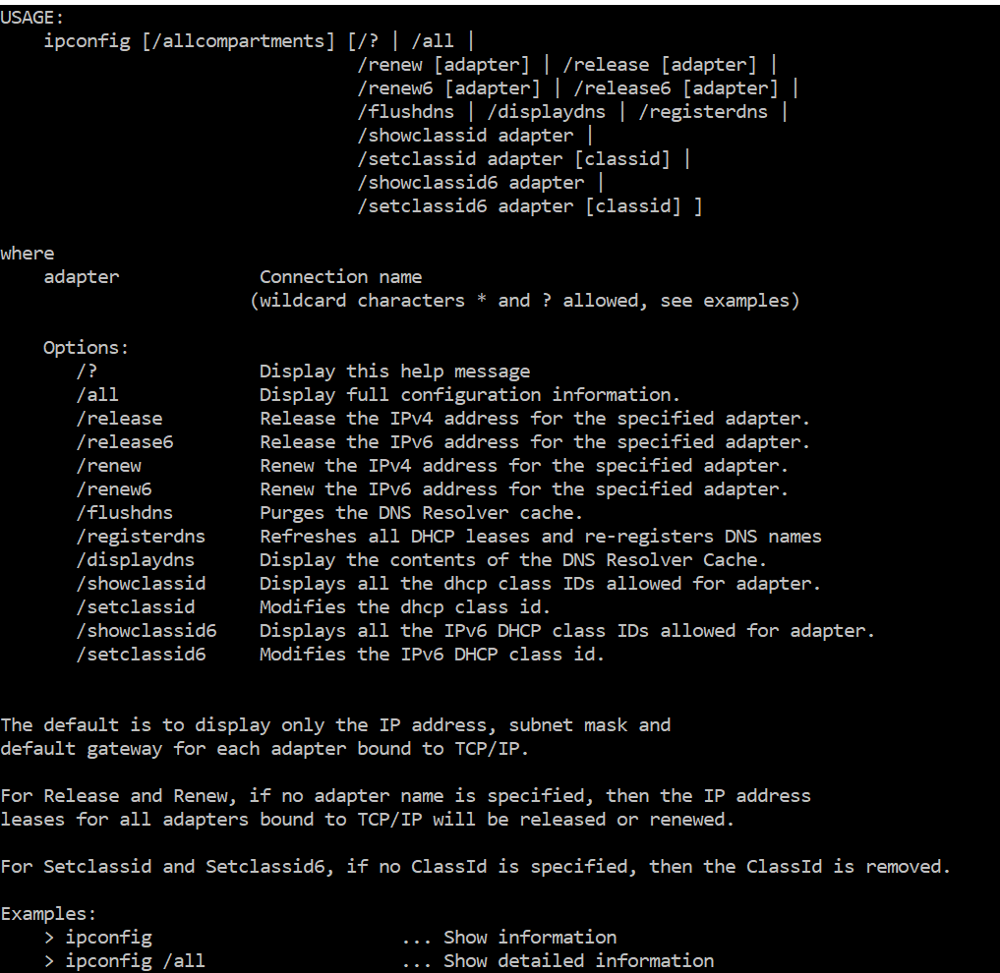 USAGE:
    ipconfig [/allcompartments] [/? | /all |
                                 /renew [adapter] | /release [adapter] |
                                 /renew6 [adapter] | /release6 [adapter] |
                                 /flushdns | /displaydns | /registerdns |
                                 /showclassid adapter |
                                 /setclassid adapter [classid] |
                                 /showclassid6 adapter |
                                 /setclassid6 adapter [classid] ]

where
    adapter             Connection name
                       (wildcard characters * and ? allowed, see examples)

    Options:
       /?               Display this help message
       /all             Display full configuration information.
       /release         Release the IPv4 address for the specified adapter.
       /release6        Release the IPv6 address for the specified adapter.
       /renew           Renew the IPv4 address for the specified adapter.
       /renew6          Renew the IPv6 address for the specified adapter.
       /flushdns        Purges the DNS Resolver cache.
       /registerdns     Refreshes all DHCP leases and re-registers DNS names
       /displaydns      Display the contents of the DNS Resolver Cache.
       /showclassid     Displays all the dhcp class IDs allowed for adapter.
       /setclassid      Modifies the dhcp class id.
       /showclassid6    Displays all the IPv6 DHCP class IDs allowed for adapter.
       /setclassid6     Modifies the IPv6 DHCP class id.


The default is to display only the IP address, subnet mask and
default gateway for each adapter bound to TCP/IP.

For Release and Renew, if no adapter name is specified, then the IP address
leases for all adapters bound to TCP/IP will be released or renewed.

For Setclassid and Setclassid6, if no ClassId is specified, then the ClassId is removed.

Examples:
    > ipconfig                       ... Show information
    > ipconfig /all                  ... Show detailed information